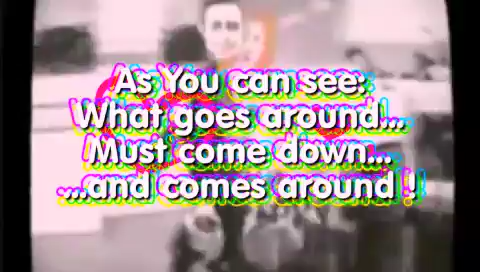 As You can see:
What goes around...
Must come down...
....and comes around !